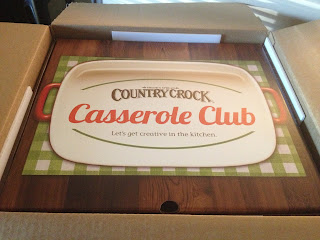 COUNTRY CROCK
Casserole Club
Let's get creative in the kitchen.